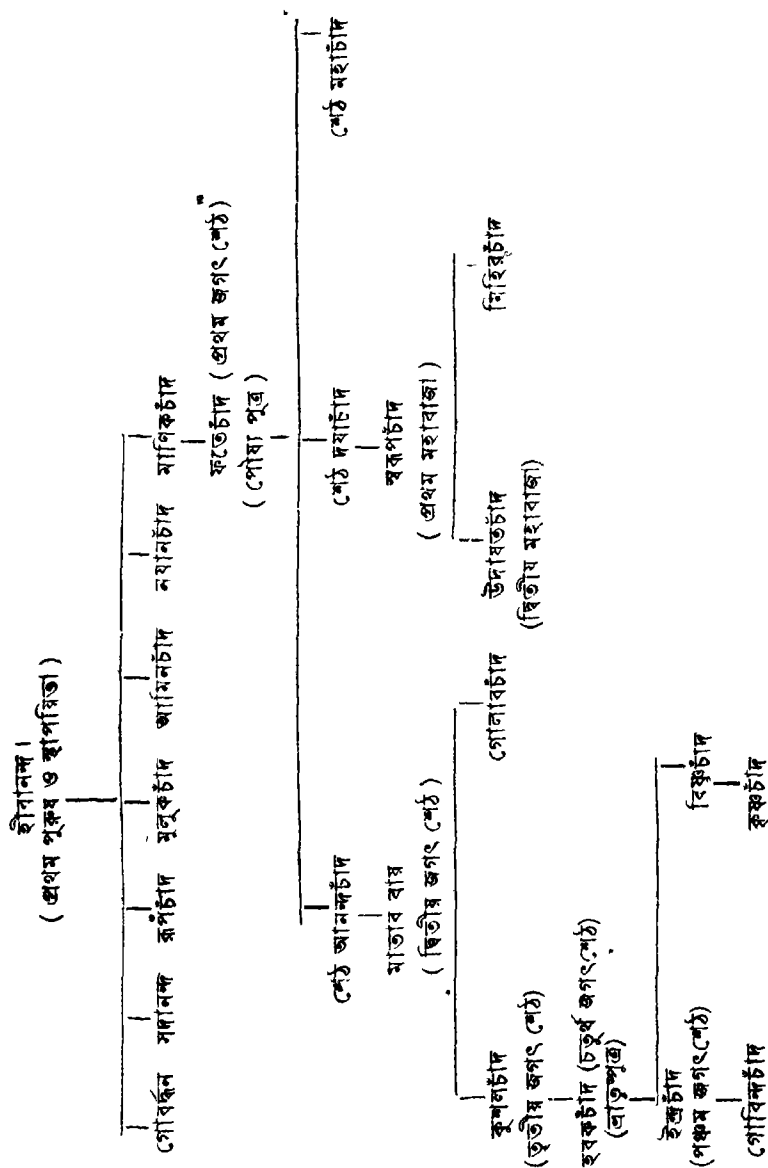 হীবানন্দ।
( প্রথম পুরুষ ও স্থাপয়িতা )
গোবর্দ্ধন সদানন্দ রূপচাঁদ মুলুকচাঁদ আমিনচাঁদ নযানচাঁদ মাণিকচাঁদ
ফতেচাঁদ ( প্রথম জগৎ শেঠ )
( পোষ্য পুত্র )
শেঠ আনন্দচাঁদ শেঠ দযাচাঁদ শেঠ মহাচাঁদ
মাতাব বায় স্বরূপচাঁদ
( দ্বিতীয় জগৎ শেঠ ) ( প্রথম মহাবাজা )
কুশলচাঁদ গোলাবচাঁদ উদাযতচাঁদ মিহিরচাঁদ
(তৃতীয জগৎ শেঠ) (দ্বিতীয মহাবাজা)
হবকচাঁদ (চতুর্থ জগৎশেঠ)
(ভ্রাতুষ্পুত্র)
ইন্দ্রচাঁদ বিষ্ণুচাঁদ
(পঞ্চম জগৎশেঠ)
গোবিন্দচাঁদ কৃষ্ণচাঁদ